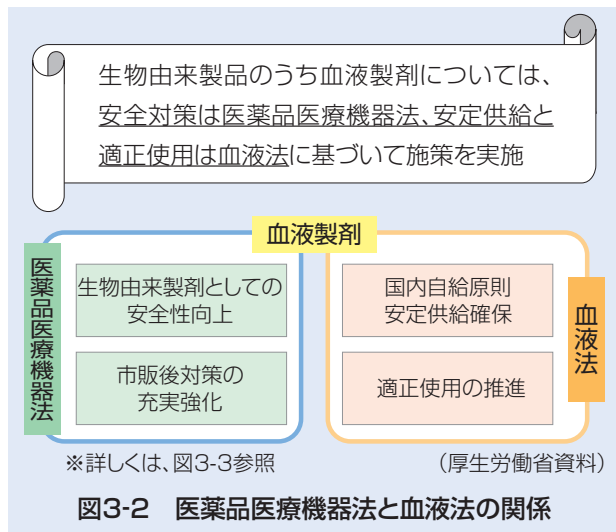 生物由来製品のうち血液製剤については、
安全対策は医薬品医療機器法、安定供給と
適正使用は血液法に基づいて施策を実施
血液製剤
医薬品医療機器法
生物由来製剤としての
安全性向上
市販後対策の
充実強化
国内自給原則
安定供給確保
適正使用の推進
血液法
※詳しくは、図3-3参照
(厚生労働省資料)
図3-2 医薬品医療機器法と血液法の関係